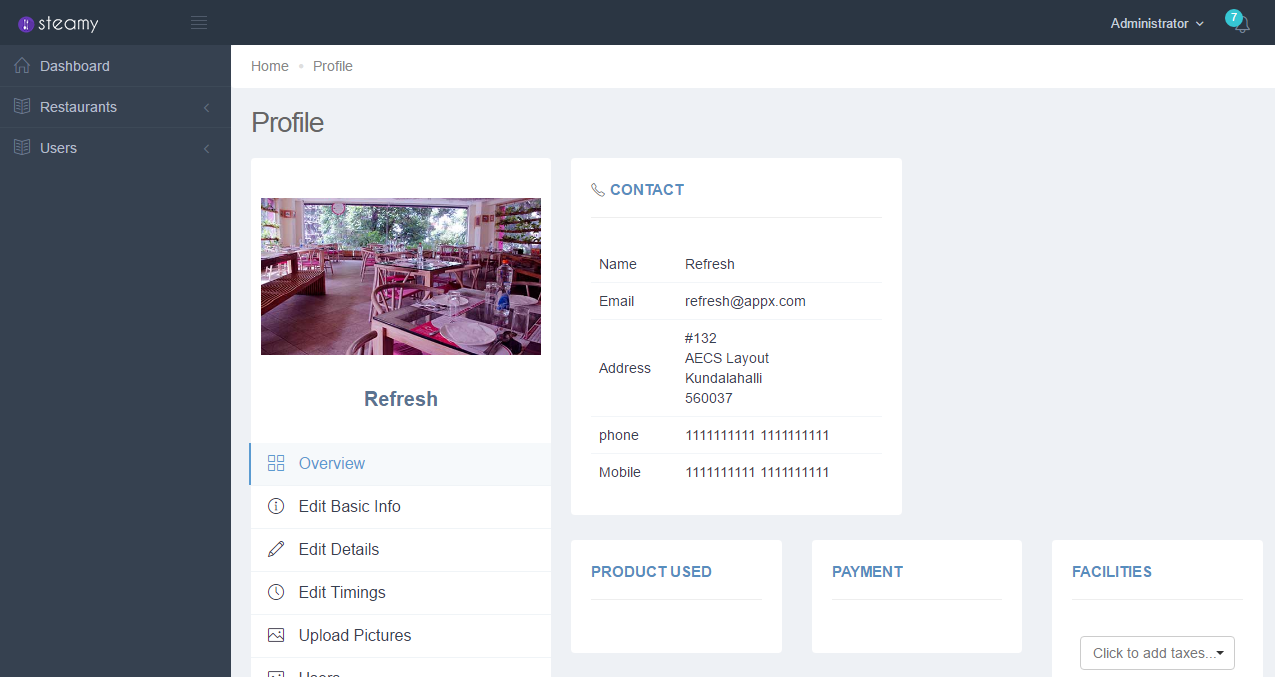 steamy
Administrator
7
Dashboard
Restaurants
Users
Home
Profile
Profile
Refresh
Overview
Edit Basic Info
Edit Details
Edit Timings
Upload Pictures
Users
CONTACT
Name Refresh
Email refresh@appx.com
Address
#132
AECS Layout
Kundalahalli
560037
phone 1111111111 1111111111
Mobile 1111111111 1111111111
PRODUCT USED
PAYMENT
FACILITIES
Click to add taxes...